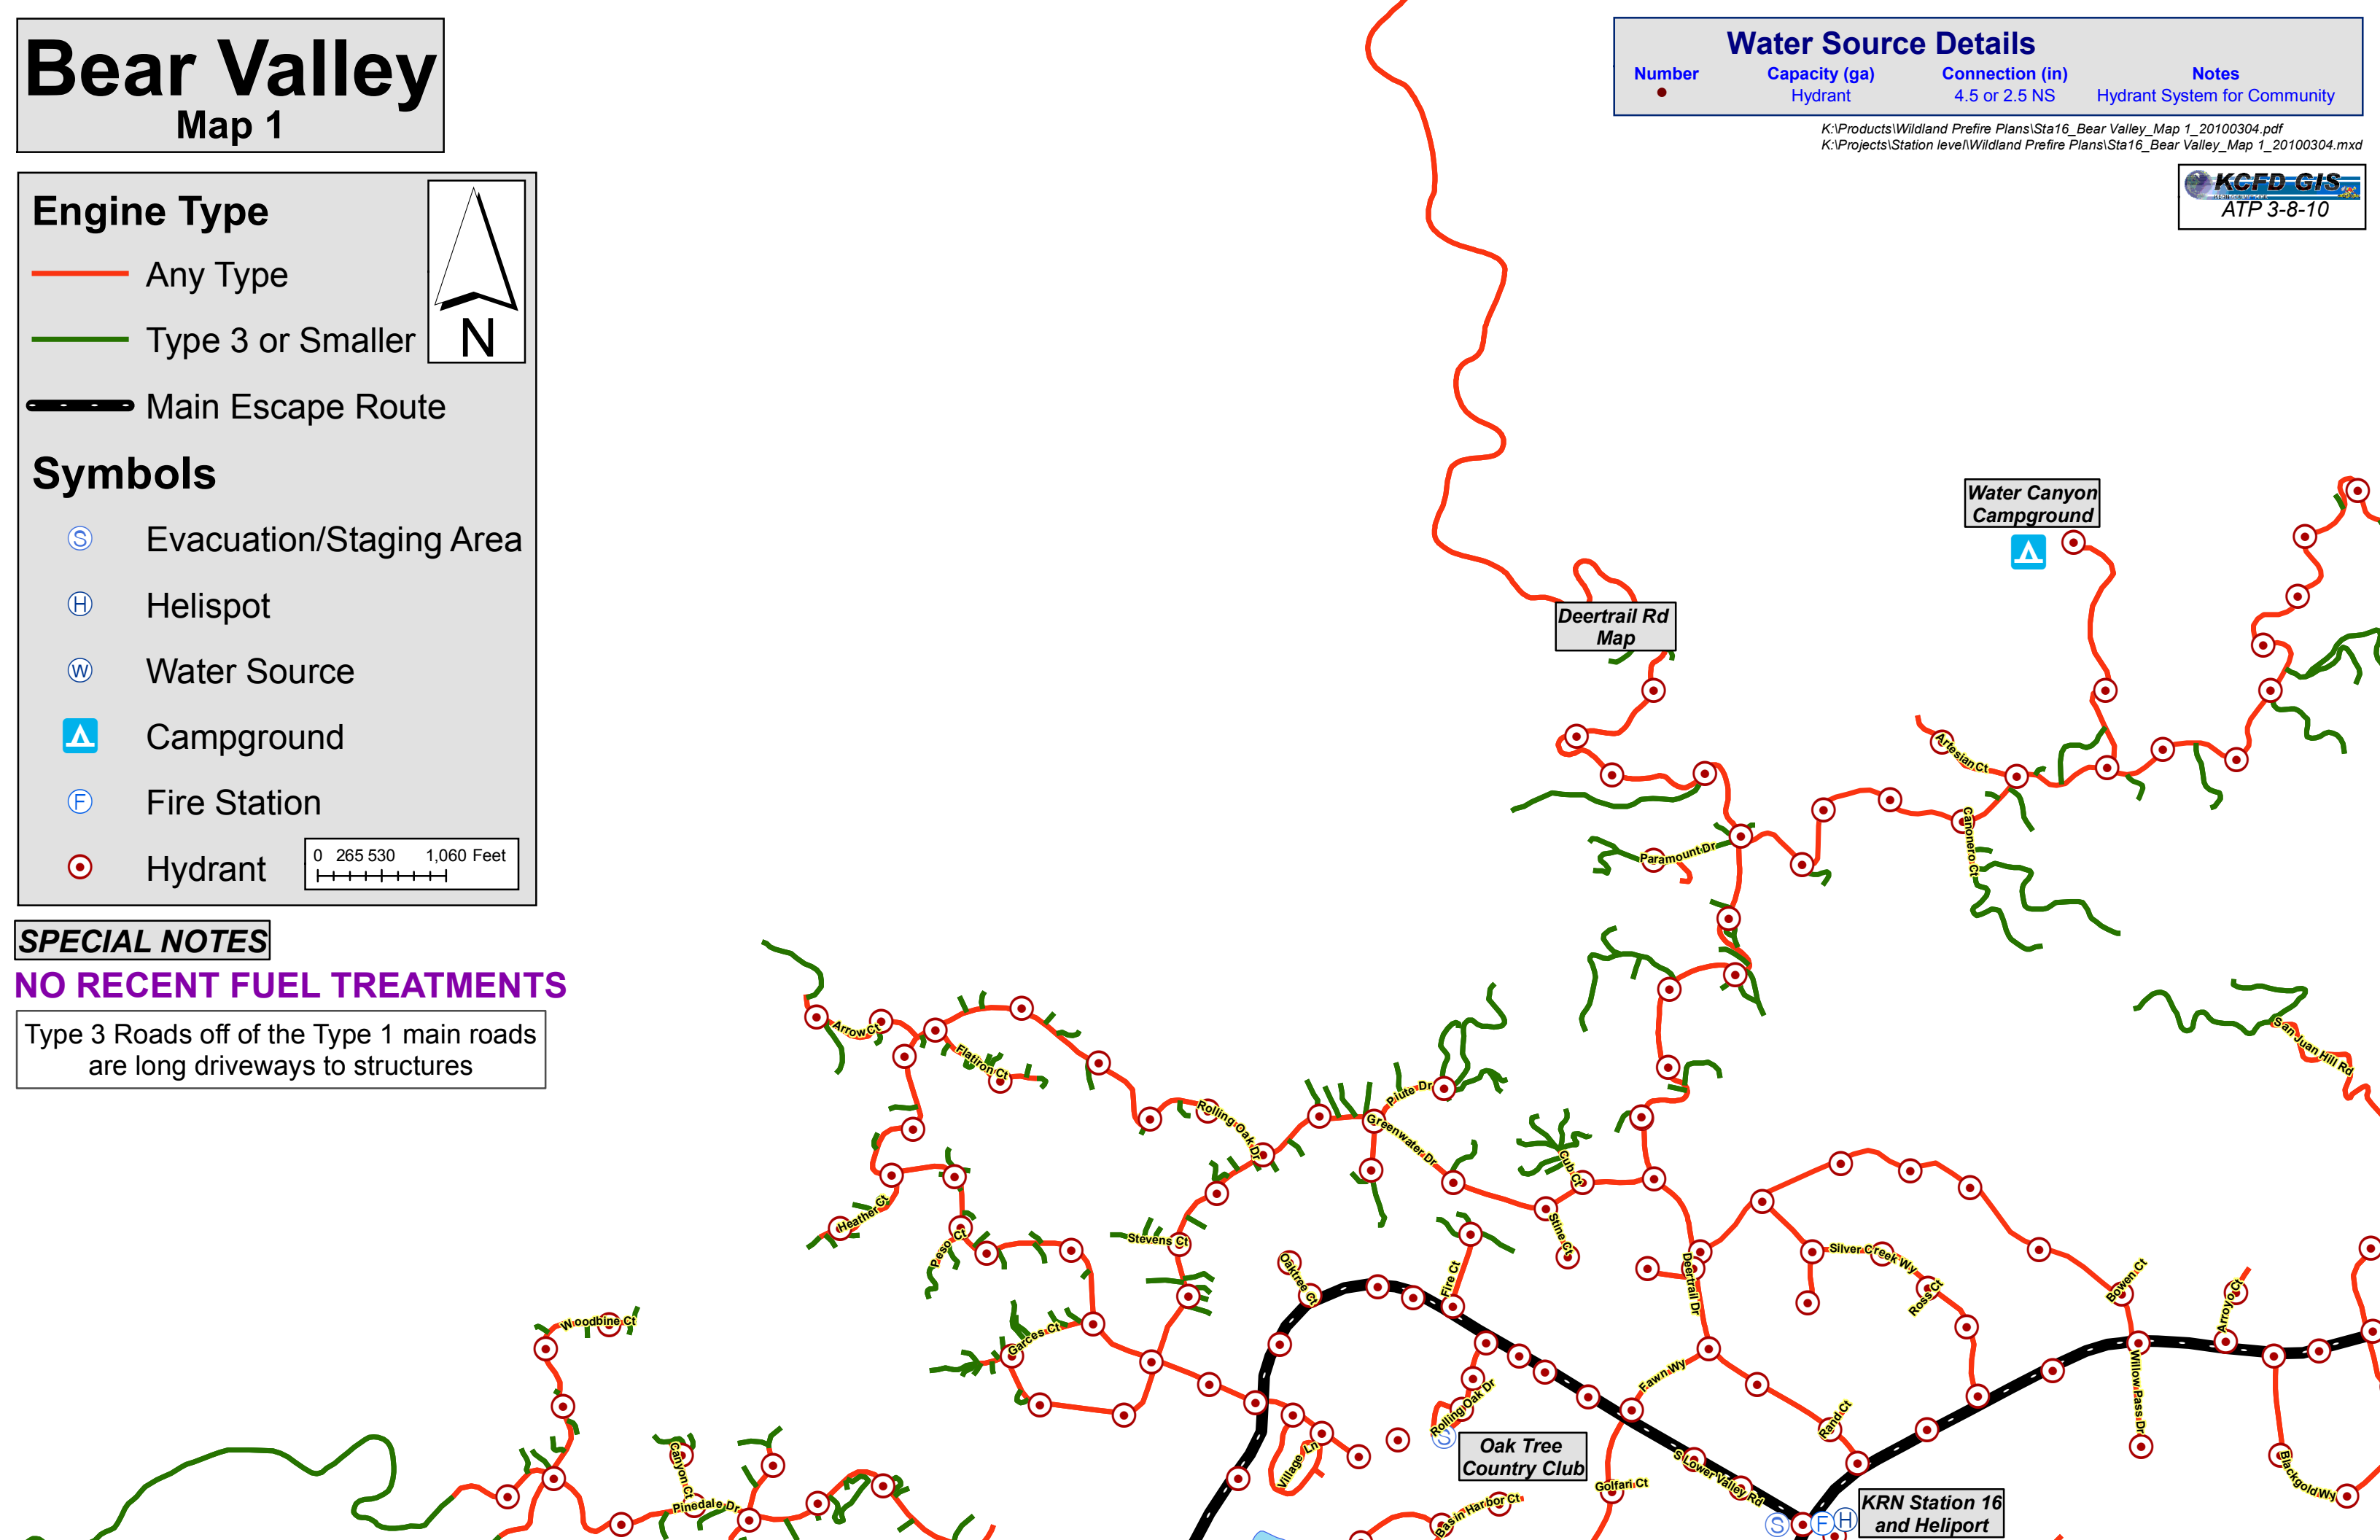 Bear Valley
Map 1
Engine Type
Any Type
Type 3 or Smaller
Main Escape Route
N
Symbols
S Evacuation/Staging Area
H Helispot
W Water Source
Campground
F Fire Station
Hydrant
0 265 530 1,060 Feet
SPECIAL NOTES
NO RECENT FUEL TREATMENTS
Type 3 Roads off of the Type 1 main roads
are long driveways to structures
Water Source Details
Number Capacity (ga) Connection (in) Notes
Hydrant 4.5 or 2.5 NS Hydrant System for Community
K:\Products\Wildland Prefire Plans\Sta16_Bear Valley_Map 1_20100304.pdf
K:\Projects\Station level\Wildland Prefire Plans\Sta16_Bear Valley_Map 1_20100304.mxd
KCFD GIS
ATP 3-8-10
Water Canyon
Campground
Deertrail Rd
Map
Artesian Ct
Canonero Ct
Paramount Dr
San Juan Hill Rd
Arrow Ct
Flatiron Ct
Rolling Oak Dr
Piute Dr
Greenwater Dr
Cub Ct
Heather Ct
Peso Ct
Stevens Ct
Stine Ct
Oaktree Ct
Fire Ct
Deertrail Dr
Silver Creek Wy
Ross Ct
Bowen Ct
Arroyo Ct
Woodbine Ct
Garces Ct
Fawn Wy
Willow Pass Dr
Rolling Oak Dr
S
Rand Ct
Oak Tree
Country Club
Village Ln
Canyon Ct
Pinedale Dr
Golfari Ct
S Lower Valley Rd
Blackgold Wy
Basin Harbor Ct
S F H
KRN Station 16
and Heliport